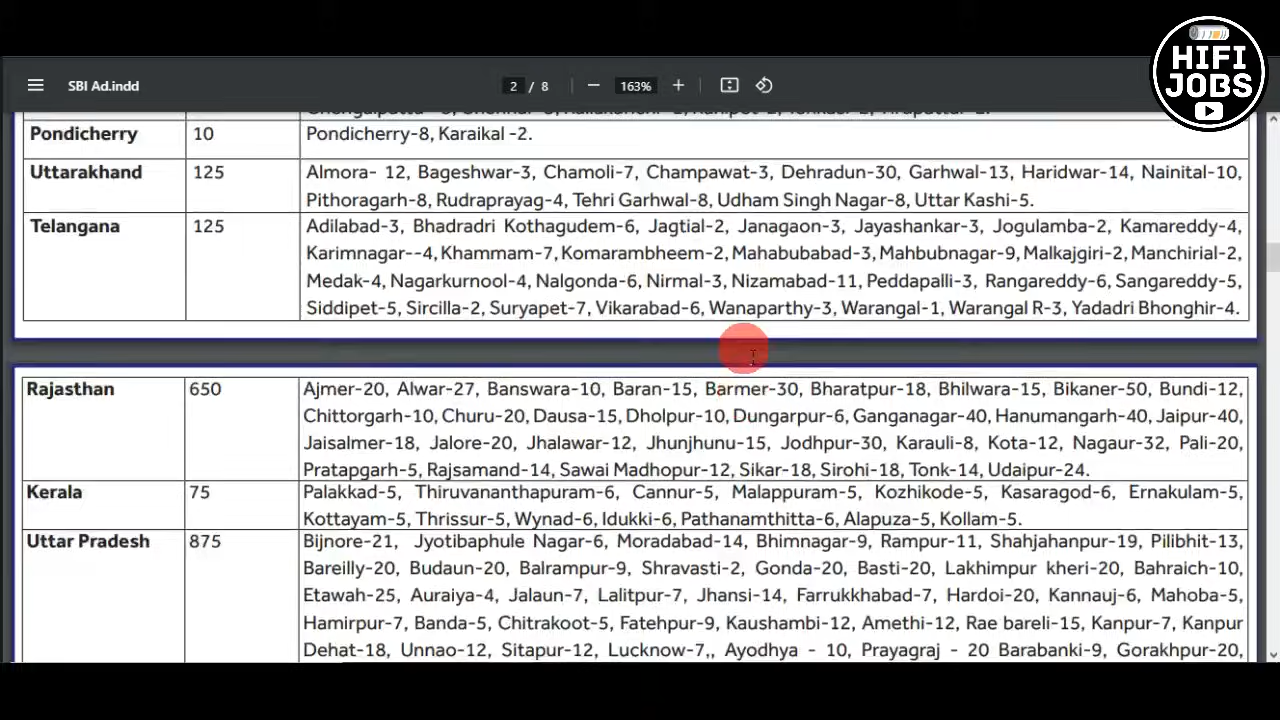 HIFI
JOBS
SBI Ad.indd
2 / 8
163%
Pondicherry 10 Pondicherry-8, Karaikal -2.
Uttarakhand 125 Almora- 12, Bageshwar-3, Chamoli-7, Champawat-3, Dehradun-30, Garhwal-13, Haridwar-14, Nainital-10,
Pithoragarh-8, Rudraprayag-4, Tehri Garhwal-8, Udham Singh Nagar-8, Uttar Kashi-5.
Telangana 125 Adilabad-3, Bhadradri Kothagudem-6, Jagtial-2, Janagaon-3, Jayashankar-3, Jogulamba-2, Kamareddy-4,
Karimnagar--4, Khammam-7, Komarambheem-2, Mahabubabad-3, Mahbubnagar-9, Malkajgiri-2, Manchirial-2,
Medak-4, Nagarkurnool-4, Nalgonda-6, Nirmal-3, Nizamabad-11, Peddapalli-3, Rangareddy-6, Sangareddy-5,
Siddipet-5, Sircilla-2, Suryapet-7, Vikarabad-6, Wanaparthy-3, Warangal-1, Warangal R-3, Yadadri Bhonghir-4.
Rajasthan 650 Ajmer-20, Alwar-27, Banswara-10, Baran-15, Barmer-30, Bharatpur-18, Bhilwara-15, Bikaner-50, Bundi-12,
Chittorgarh-10, Churu-20, Dausa-15, Dholpur-10, Dungarpur-6, Ganganagar-40, Hanumangarh-40, Jaipur-40,
Jaisalmer-18, Jalore-20, Jhalawar-12, Jhunjhunu-15, Jodhpur-30, Karauli-8, Kota-12, Nagaur-32, Pali-20,
Pratapgarh-5, Rajsamand-14, Sawai Madhopur-12, Sikar-18, Sirohi-18, Tonk-14, Udaipur-24.
Kerala 75 Palakkad-5, Thiruvananthapuram-6, Cannur-5, Malappuram-5, Kozhikode-5, Kasaragod-6, Ernakulam-5,
Kottayam-5, Thrissur-5, Wynad-6, Idukki-6, Pathanamthitta-6, Alapuza-5, Kollam-5.
Uttar Pradesh 875 Bijnore-21, Jyotibaphule Nagar-6, Moradabad-14, Bhimnagar-9, Rampur-11, Shahjahanpur-19, Pilibhit-13,
Bareilly-20, Budaun-20, Balrampur-9, Shravasti-2, Gonda-20, Basti-20, Lakhimpur kheri-20, Bahraich-10,
Etawah-25, Auraiya-4, Jalaun-7, Lalitpur-7, Jhansi-14, Farrukkhabad-7, Hardoi-20, Kannauj-6, Mahoba-5,
Hamirpur-7, Banda-5, Chitrakoot-5, Fatehpur-9, Kaushambi-12, Amethi-12, Rae bareli-15, Kanpur-7, Kanpur
Dehat-18, Unnao-12, Sitapur-12, Lucknow-7,, Ayodhya - 10, Prayagraj - 20 Barabanki-9, Gorakhpur-20,